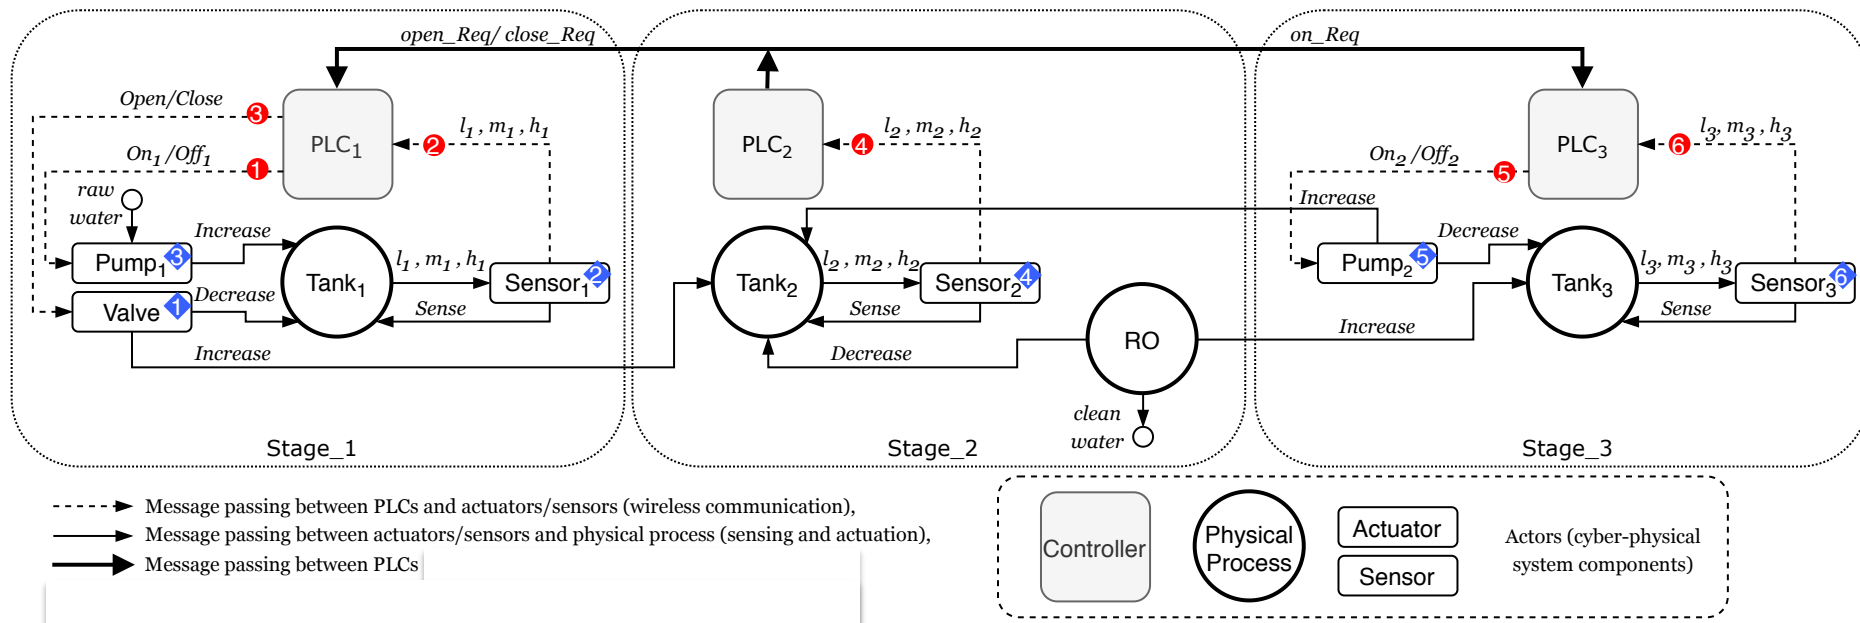 open_Req/ close_Req
on_Req
Open/Close
3
PLC1
2
l1, m1, h1
On1/Off1
1
raw
water
Pump1
3
Increase
Tank1
l1, m1, h1
Sensor1
2
Valve
1
Decrease
Sense
Increase
Stage_1
PLC2
4
l2, m2, h2
Tank2
l2, m2, h2
Sensor2
4
Sense
Decrease
RO
clean
water
Stage_2
PLC3
6
l3, m3, h3
On2/Off2
5
Increase
Pump2
5
Decrease
Tank3
l3, m3, h3
Sensor3
6
Sense
Increase
Stage_3
Message passing between PLCs and actuators/sensors (wireless communication),
Message passing between actuators/sensors and physical process (sensing and actuation),
Message passing between PLCs
Controller
Physical
Process
Actuator
Sensor
Actors (cyber-physical
system components)